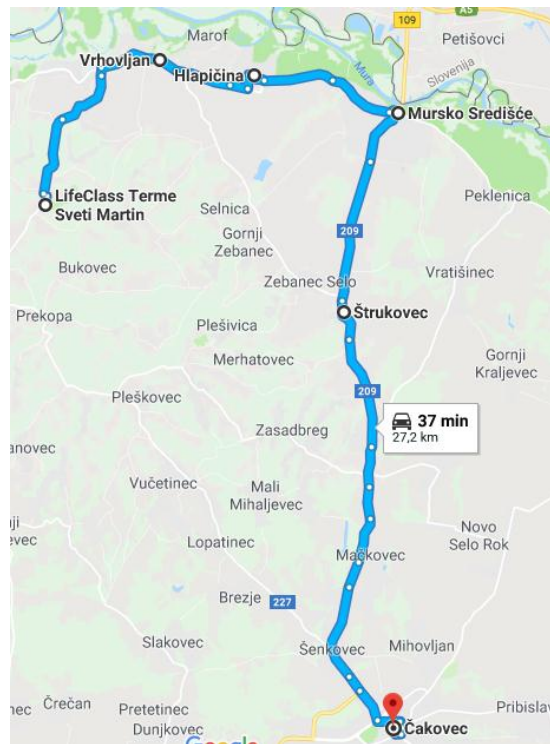 Marof
109
A5
Petišovci
Vrhovljan
Hlapičina
Mura
Slovenija
Mursko Središće
LifeClass Terme
Sveti Martin
Selnica
Peklenica
Gornji
Zebanec
209
Bukovec
Zebanec Selo
Vratišinec
Prekopa
Štrukovec
Plešivica
Merhatovec
Gornji
Kraljevec
209
Pleškovec
37 min
27,2 km
Zasadbreg
anovec
Vučetinec
Mali
Mihaljevec
Novo
Selo Rok
ji
vec
Lopatinec
Mačkovec
Brezje
227
Šenkovec
Mihovljan
Slakovec
Črečan
Pretetinec
Pribislav
nec
Dunjkovec
Čakovec
Google